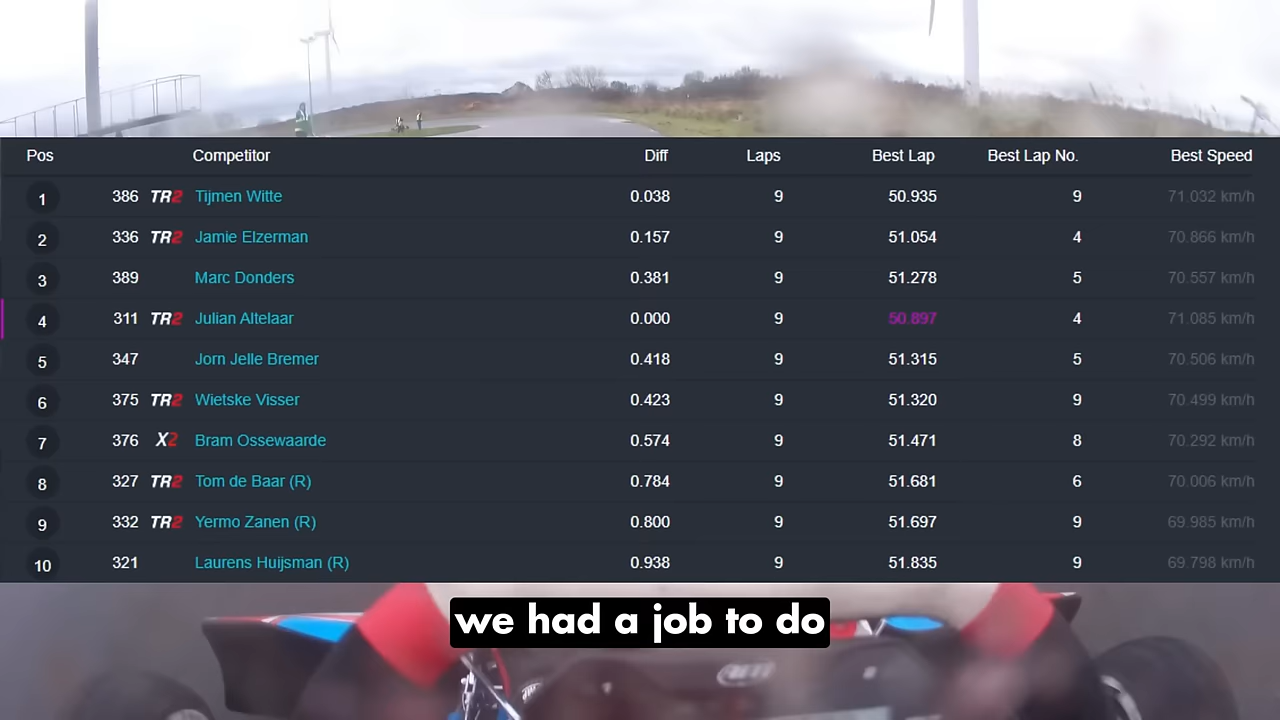 Pos Competitor Diff Laps Best Lap Best Lap No. Best Speed
1 386 TR2 Tijmen Witte 0.038 9 50.935 9 71.032 km/h
2 336 TR2 Jamie Elzerman 0.157 9 51.054 4 70.866 km/h
3 389 Marc Donders 0.381 9 51.278 5 70.557 km/h
4 311 TR2 Julian Altelaar 0.000 9 50.897 4 71.085 km/h
5 347 Jorn Jelle Bremer 0.418 9 51.315 5 70.506 km/h
6 375 TR2 Wietske Visser 0.423 9 51.320 9 70.499 km/h
7 376 X2 Bram Ossewaarde 0.574 9 51.471 8 70.292 km/h
8 327 TR2 Tom de Baar (R) 0.784 9 51.681 6 70.006 km/h
9 332 TR2 Yermo Zanen (R) 0.800 9 51.697 9 69.985 km/h
10 321 Laurens Huijsman (R) 0.938 9 51.835 9 69.798 km/h
we had a job to do
AiM